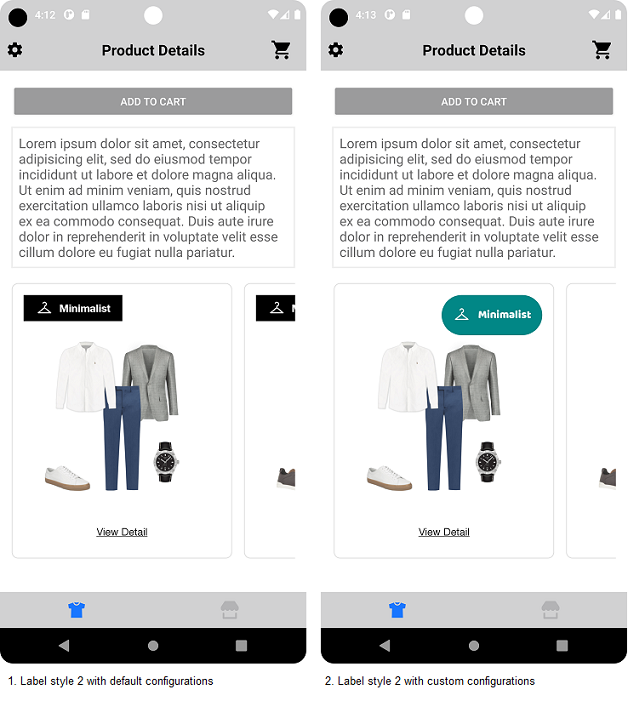 4:12
Product Details
ADD TO CART
Lorem ipsum dolor sit amet, consectetur
adipisicing elit, sed do eiusmod tempor
incididunt ut labore et dolore magna aliqua.
Ut enim ad minim veniam, quis nostrud
exercitation ullamco laboris nisi ut aliquip
ex ea commodo consequat. Duis aute irure
dolor in reprehenderit in voluptate velit esse
cillum dolore eu fugiat nulla pariatur.
Minimalist
View Detail
1. Label style 2 with default configurations
4:13
Product Details
ADD TO CART
Lorem ipsum dolor sit amet, consectetur
adipisicing elit, sed do eiusmod tempor
incididunt ut labore et dolore magna aliqua.
Ut enim ad minim veniam, quis nostrud
exercitation ullamco laboris nisi ut aliquip
ex ea commodo consequat. Duis aute irure
dolor in reprehenderit in voluptate velit esse
cillum dolore eu fugiat nulla pariatur.
Minimalist
View Detail
2. Label style 2 with custom configurations